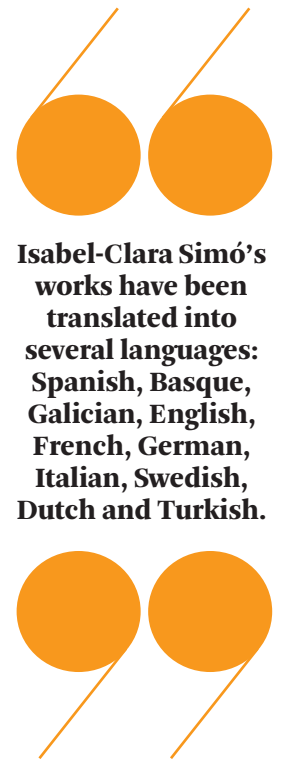 Isabel-Clara Simó’s
works have been
translated into
several languages:
Spanish, Basque,
Galician, English,
French, German,
Italian, Swedish,
Dutch and Turkish.